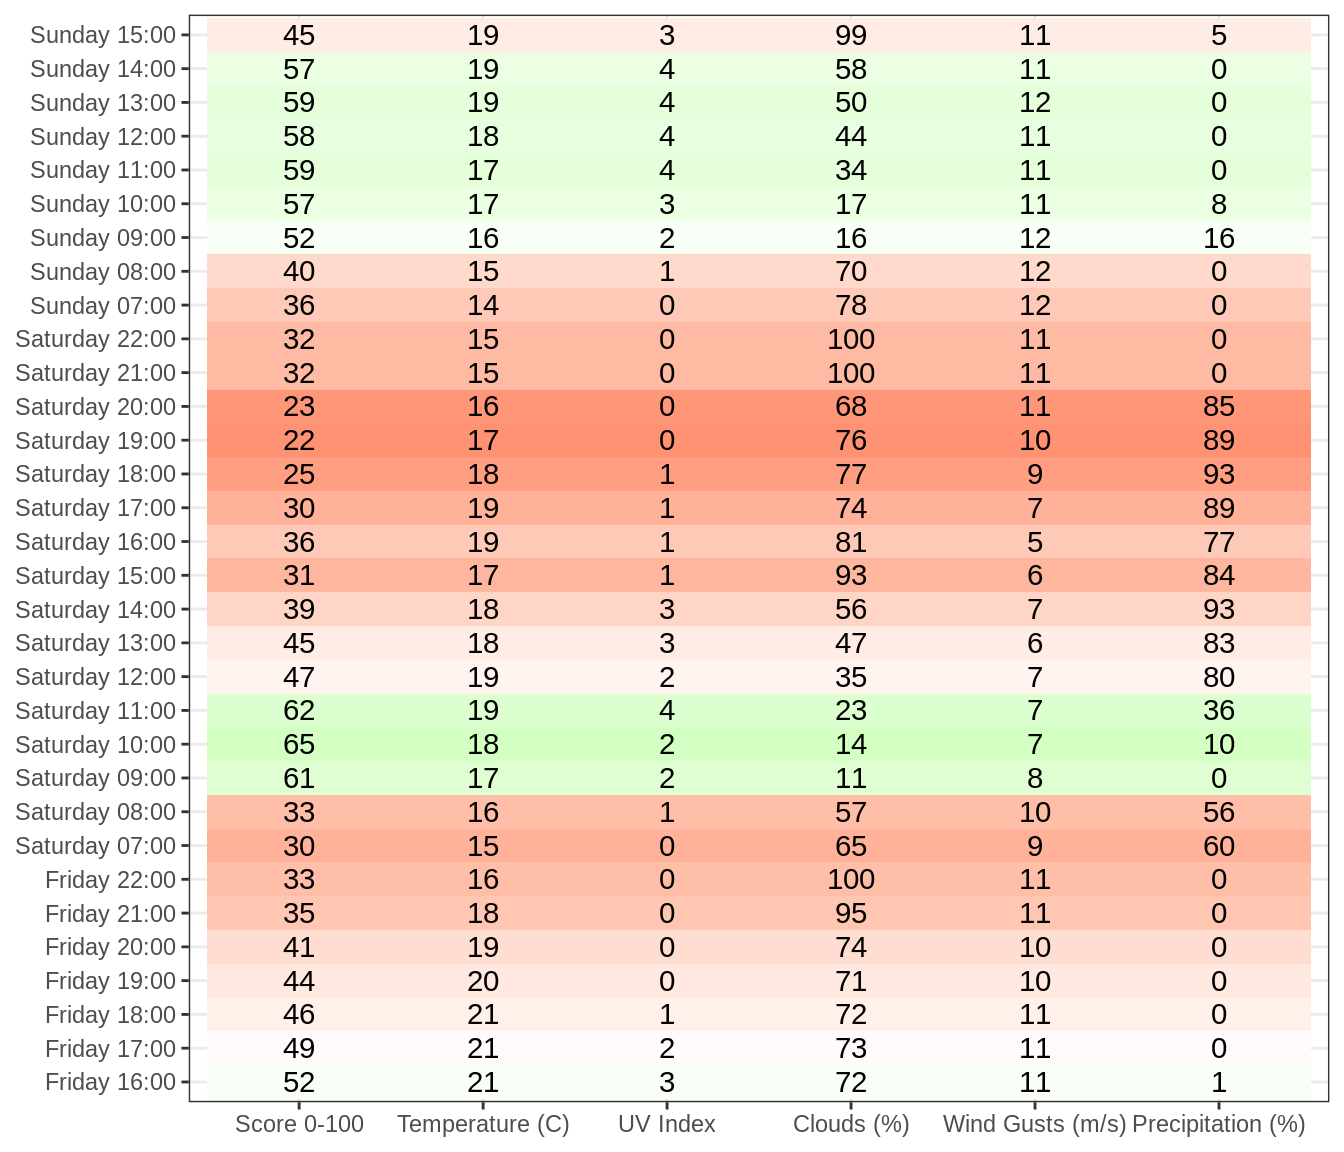 Sunday 15:00 45 19 3 99 11 5
Sunday 14:00 57 19 4 58 11 0
Sunday 13:00 59 19 4 50 12 0
Sunday 12:00 58 18 4 44 11 0
Sunday 11:00 59 17 4 34 11 0
Sunday 10:00 57 17 3 17 11 8
Sunday 09:00 52 16 2 16 12 16
Sunday 08:00 40 15 1 70 12 0
Sunday 07:00 36 14 0 78 12 0
Saturday 22:00 32 15 0 100 11 0
Saturday 21:00 32 15 0 100 11 0
Saturday 20:00 23 16 0 68 11 85
Saturday 19:00 22 17 0 76 10 89
Saturday 18:00 25 18 1 77 9 93
Saturday 17:00 30 19 1 74 7 89
Saturday 16:00 36 19 1 81 5 77
Saturday 15:00 31 17 1 93 6 84
Saturday 14:00 39 18 3 56 7 93
Saturday 13:00 45 18 3 47 6 83
Saturday 12:00 47 19 2 35 7 80
Saturday 11:00 62 19 4 23 7 36
Saturday 10:00 65 18 2 14 7 10
Saturday 09:00 61 17 2 11 8 0
Saturday 08:00 33 16 1 57 10 56
Saturday 07:00 30 15 0 65 9 60
Friday 22:00 33 16 0 100 11 0
Friday 21:00 35 18 0 95 11 0
Friday 20:00 41 19 0 74 10 0
Friday 19:00 44 20 0 71 10 0
Friday 18:00 46 21 1 72 11 0
Friday 17:00 49 21 2 73 11 0
Friday 16:00 52 21 3 72 11 1
Score 0-100 Temperature (C) UV Index Clouds (%) Wind Gusts (m/s) Precipitation (%)